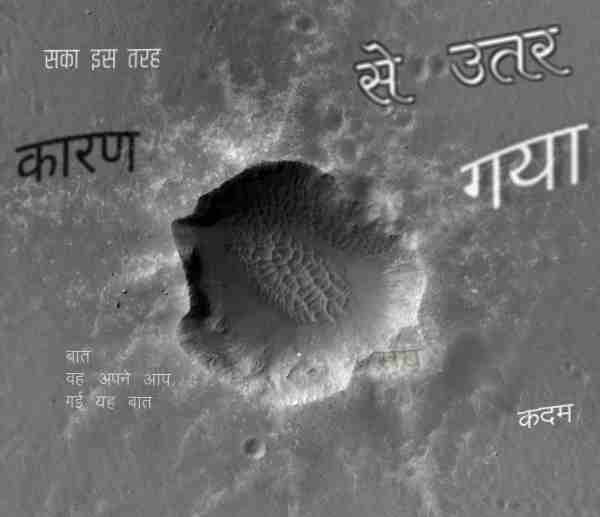 सका इस तरह
से उतर
कारण
गया
बात
वह अपने आप
गई यह बात
कदम